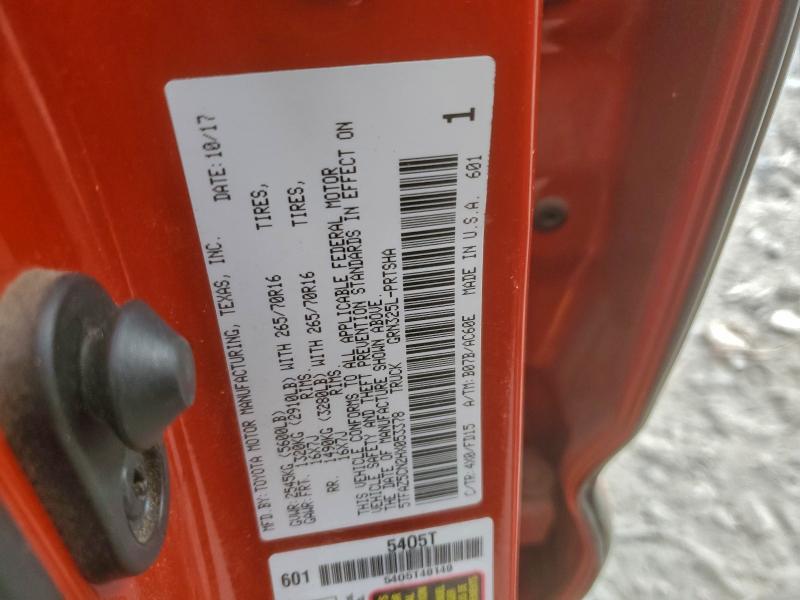 MFD.BY:TOYOTA MOTOR MANUFACTURING, TEXAS, INC. DATE:10/17
GVWR:2545KG (5600LB)
GAWR:FRT. 1320KG (2910LB) WITH 265/70R16 TIRES,
16X7J RIMS.
RR. 1490KG (3280LB) WITH 265/70R16 TIRES,
16X7J RIMS.
THIS VEHICLE CONFORMS TO ALL APPLICABLE FEDERAL MOTOR
VEHICLE SAFETY AND THEFT PREVENTION STANDARDS IN EFFECT ON
THE DATE OF MANUFACTURE SHOWN ABOVE.
5TFAZ5CN2HX053378 TRUCK GRN325L-PRTSHA
C/TR:4X0/FD15 A/TM:B07B/AC60E MADE IN U.S.A. 601
1
5405T
601
5405T40140